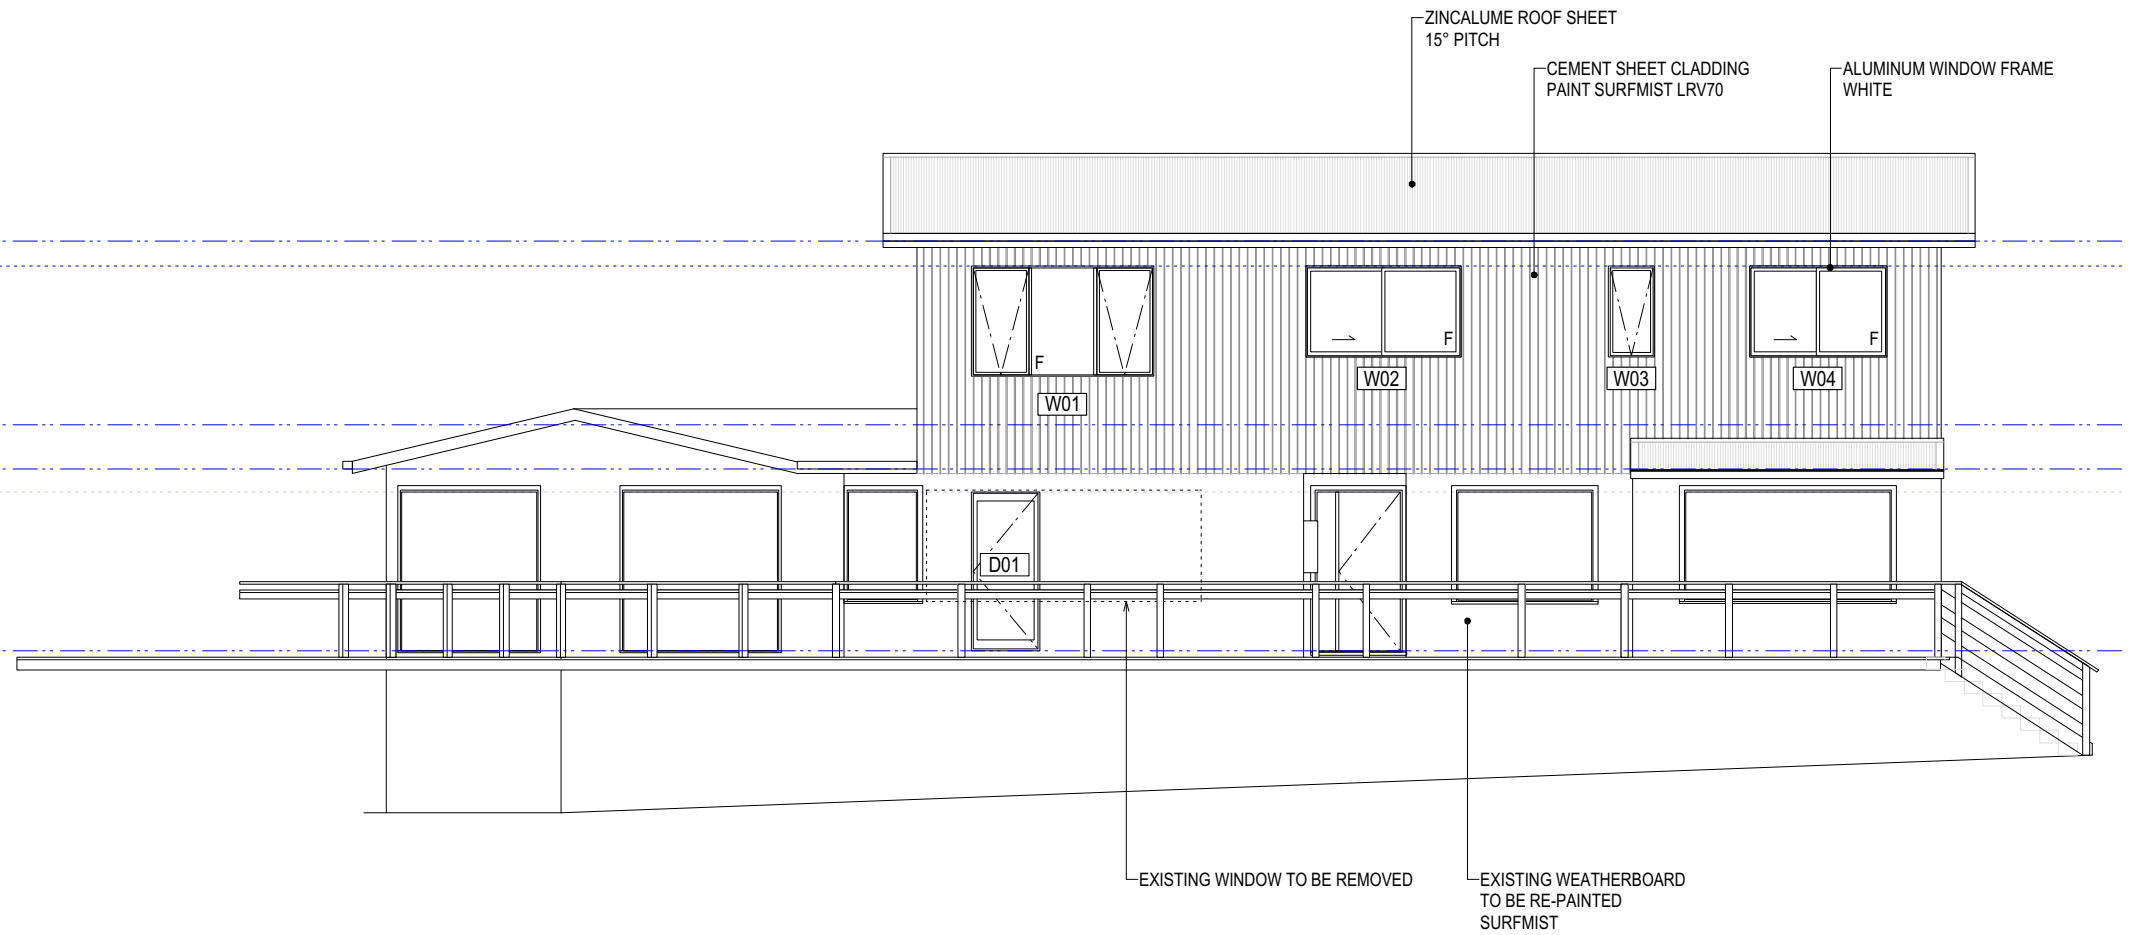 ZINCALUME ROOF SHEET
15° PITCH
CEMENT SHEET CLADDING
PAINT SURFMIST LRV70
ALUMINUM WINDOW FRAME
WHITE
F
F
F
W01
W02
W03
W04
D01
EXISTING WINDOW TO BE REMOVED
EXISTING WEATHERBOARD
TO BE RE-PAINTED
SURFMIST